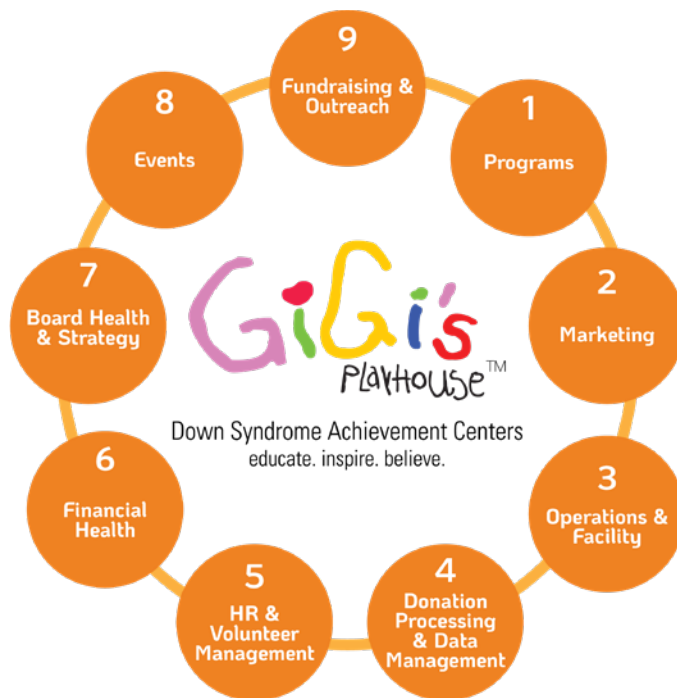 9
Fundraising &
Outreach
1
Programs
2
Marketing
3
Operations &
Facility
4
Donation
Processing
& Data
Management
5
HR &
Volunteer
Management
6
Financial
Health
7
Board Health
& Strategy
8
Events
GiGi's
PLAYHOUSE™
Down Syndrome Achievement Centers
educate. inspire. believe.